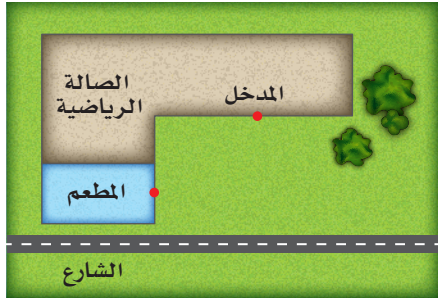 الصالة
الرياضية
المدخل
المطعم
الشارع